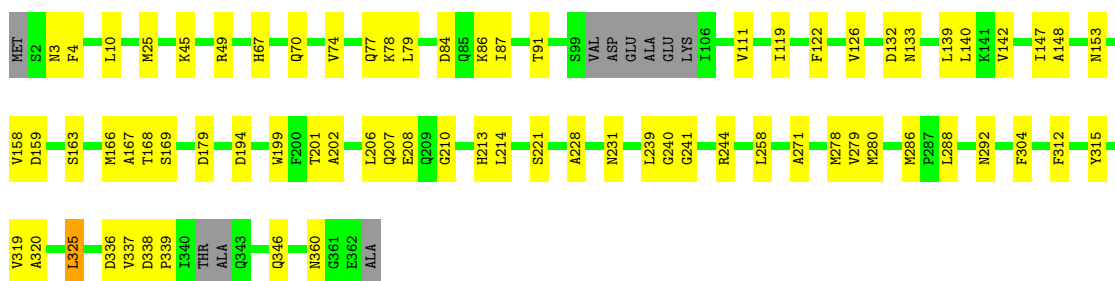 MET S2 N3 F4 L10 M25 K45 R49 H67 Q70 V74 Q77 K78 L79 D84 Q85 K86 I87 T91 S99 VAL ASP GLU ALA GLU LYS I106 V111 I119 F122 V126 D132 N133 L139 L140 K141 V142 I147 A148 N153
V158 D159 S163 M166 A167 T168 S169 D179 D194 W199 F200 T201 A202 L206 Q207 E208 Q209 G210 H213 L214 S221 A228 N231 L239 G240 G241 R244 L258 A271 M278 V279 M280 M286 P287 L288 N292 F304 F312 Y315
V319 A320 L325 D336 V337 D338 P339 I340 THR ALA Q343 Q346 N360 G361 E362 ALA